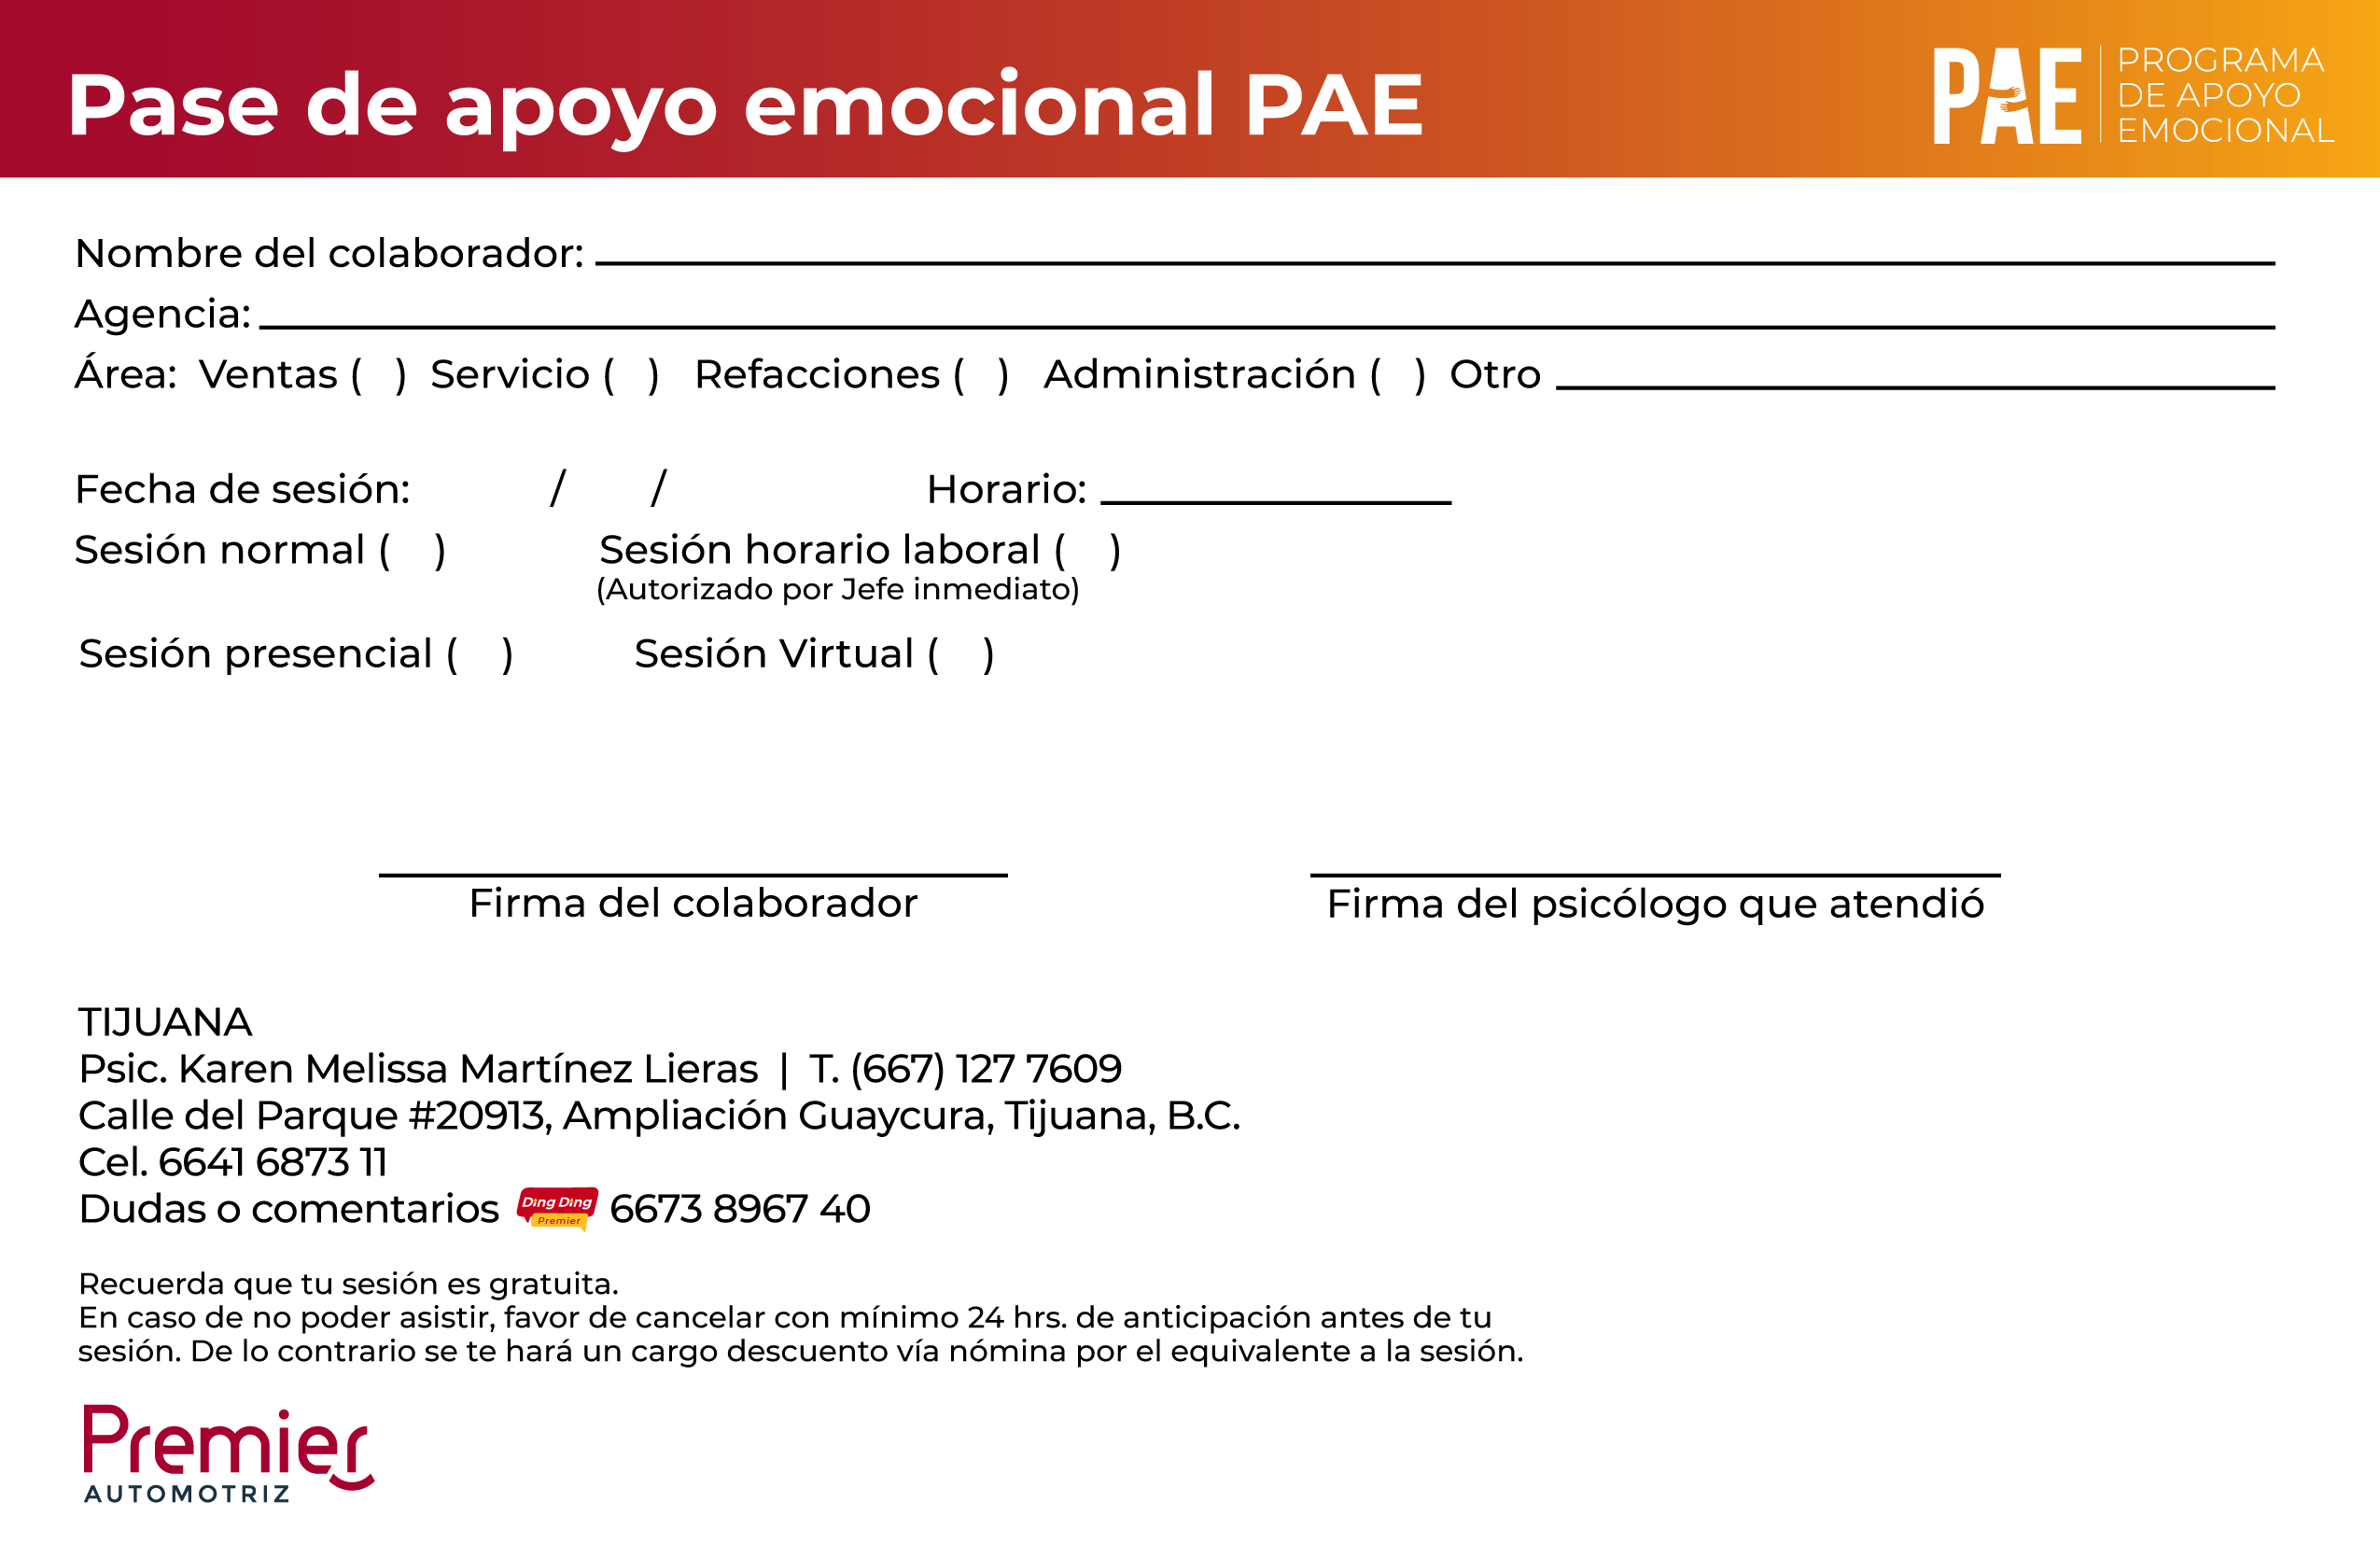 Pase de apoyo emocional PAE
PAE
PROGRAMA
DE APOYO
EMOCIONAL
Nombre del colaborador:
Agencia:
Área: Ventas ( ) Servicio ( ) Refacciones ( ) Administración ( ) Otro
Fecha de sesión: / / Horario:
Sesión normal ( ) Sesión horario laboral ( )
(Autorizado por Jefe inmediato)
Sesión presencial ( ) Sesión Virtual ( )
Firma del colaborador Firma del psicólogo que atendió
TIJUANA
Psic. Karen Melissa Martínez Lieras | T. (667) 127 7609
Calle del Parque #20913, Ampliación Guaycura, Tijuana, B.C.
Cel. 6641 6873 11
Dudas o comentarios Ding Ding Premier 6673 8967 40
Recuerda que tu sesión es gratuita.
En caso de no poder asistir, favor de cancelar con mínimo 24 hrs. de anticipación antes de tu
sesión. De lo contrario se te hará un cargo descuento vía nómina por el equivalente a la sesión.
Premier
AUTOMOTRIZ